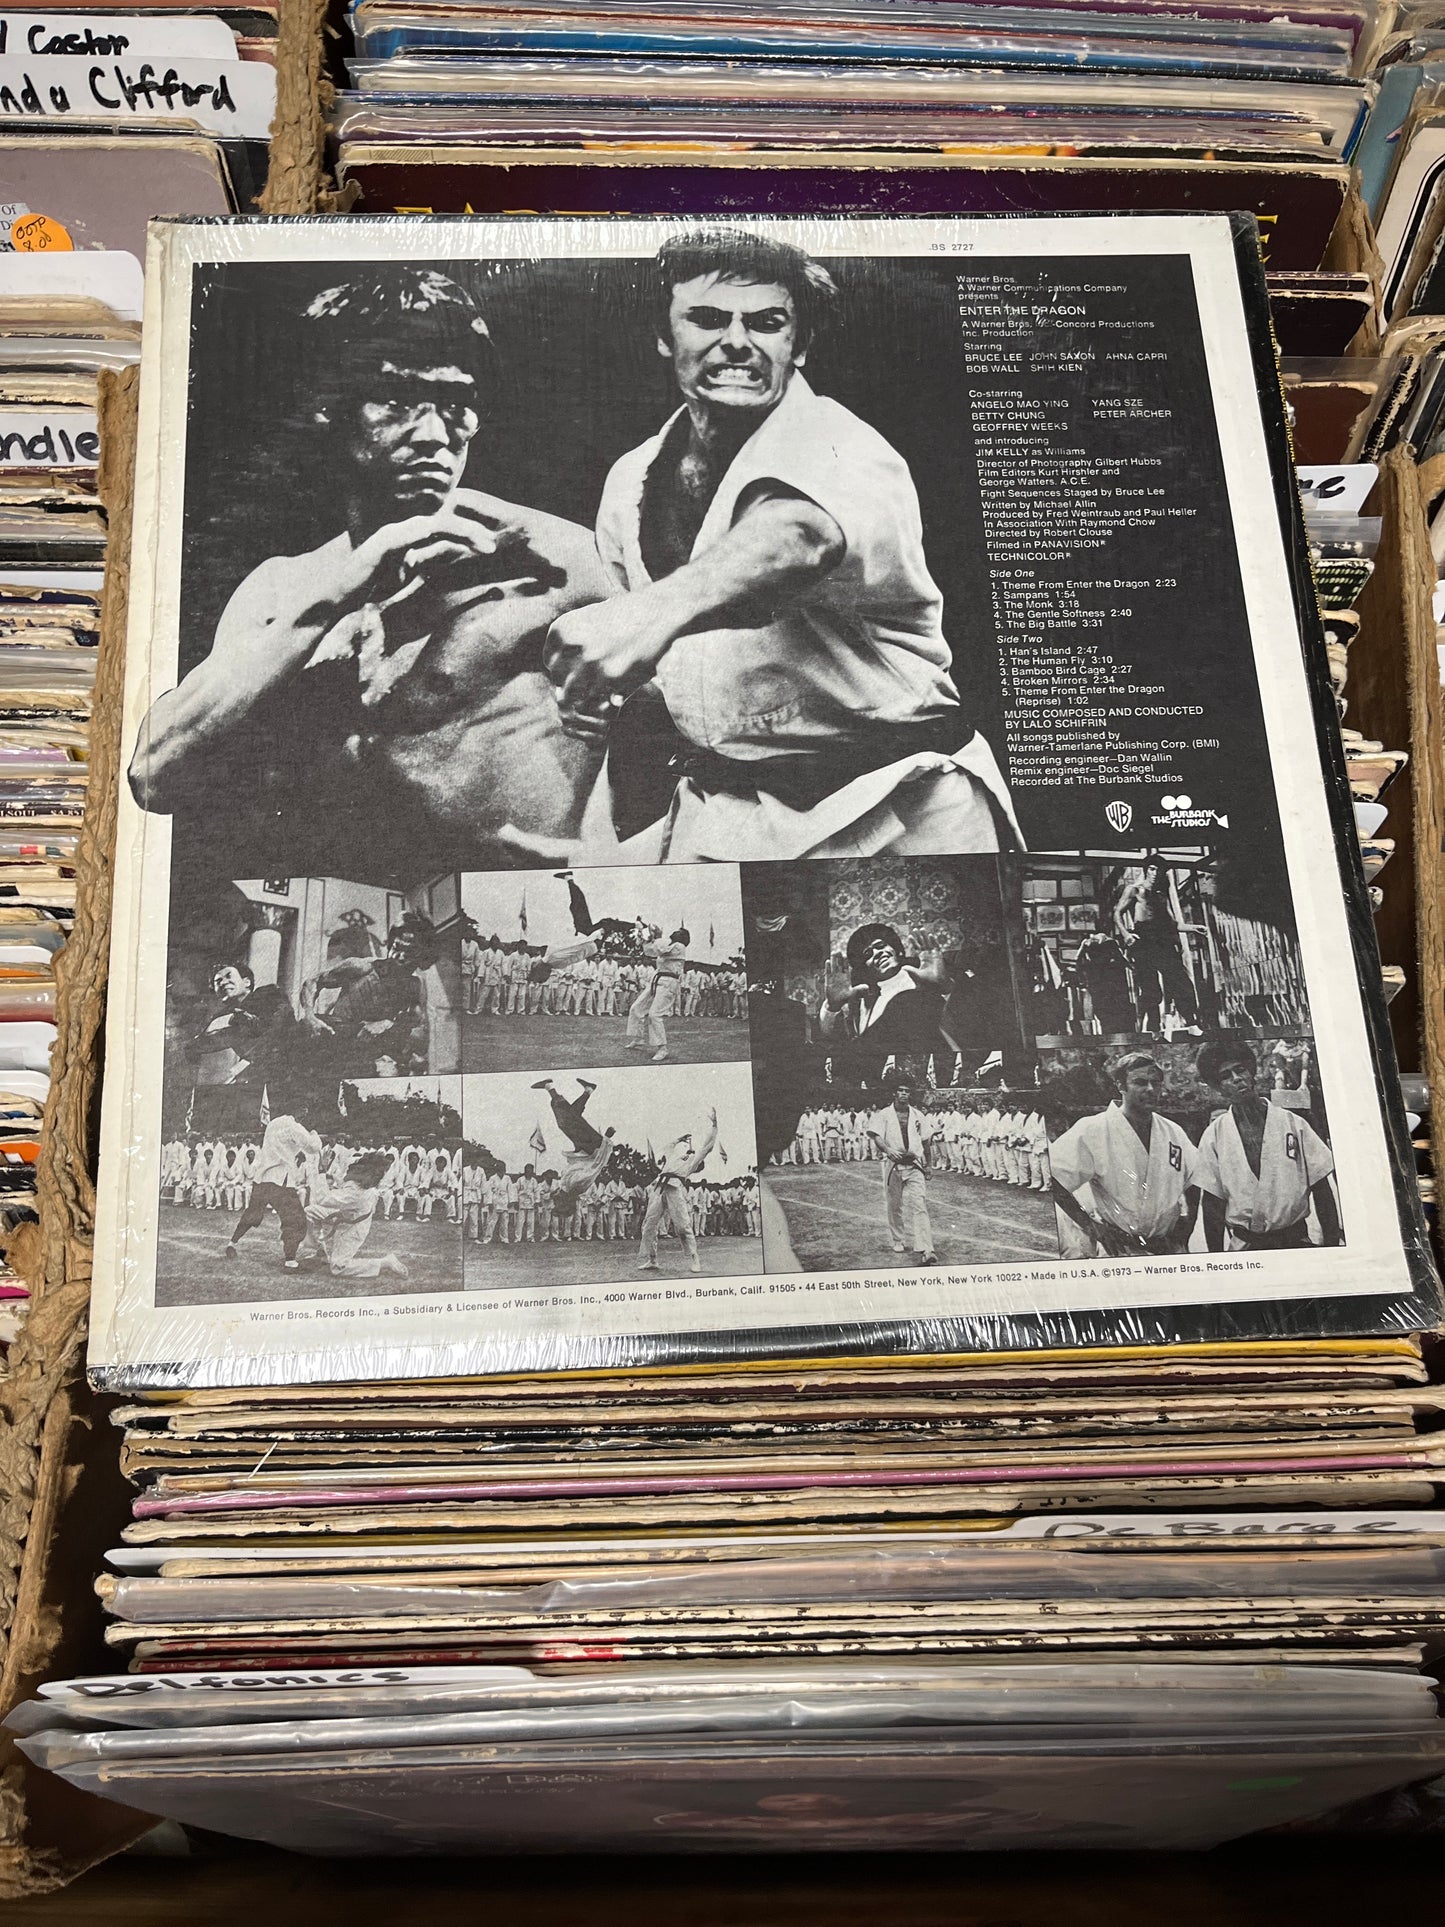 Castor
Clifford
BS 2727
Warner Bros.
A Warner Communications Company
presents
ENTER THE DRAGON
A Warner Bros. -Concord Productions
Inc. Production
Starring
BRUCE LEE JOHN SAXON AHNA CAPRI
BOB WALL SHIH KIEN
Co-starring
ANGELO MAO YING YANG SZE
BETTY CHUNG PETER ARCHER
GEOFFREY WEEKS
and introducing
JIM KELLY as Williams
Director of Photography Gilbert Hubbs
Film Editors Kurt Hirshler and
George Watters, A.C.E.
Fight Sequences Staged by Bruce Lee
Written by Michael Allin
Produced by Fred Weintraub and Paul Heller
In Association With Raymond Chow
Directed by Robert Clouse
Filmed in PANAVISION®
TECHNICOLOR®
Side One
1. Theme From Enter the Dragon 2:23
2. Sampans 1:54
3. The Monk 3:18
4. The Gentle Softness 2:40
5. The Big Battle 3:31
Side Two
1. Han's Island 2:47
2. The Human Fly 3:10
3. Bamboo Bird Cage 2:27
4. Broken Mirrors 2:34
5. Theme From Enter the Dragon
(Reprise) 1:02
MUSIC COMPOSED AND CONDUCTED
BY LALO SCHIFRIN
All songs published by
Warner-Tamerlane Publishing Corp. (BMI)
Recording engineer—Dan Wallin
Remix engineer—Doc Siegel
Recorded at The Burbank Studios
WB
THE BURBANK
STUDIOS
Warner Bros. Records Inc., a Subsidiary & Licensee of Warner Bros. Inc., 4000 Warner Blvd., Burbank, Calif. 91505 • 44 East 50th Street, New York, New York 10022 • Made in U.S.A. ©1973 — Warner Bros. Records Inc.
De Barge
Delfonics